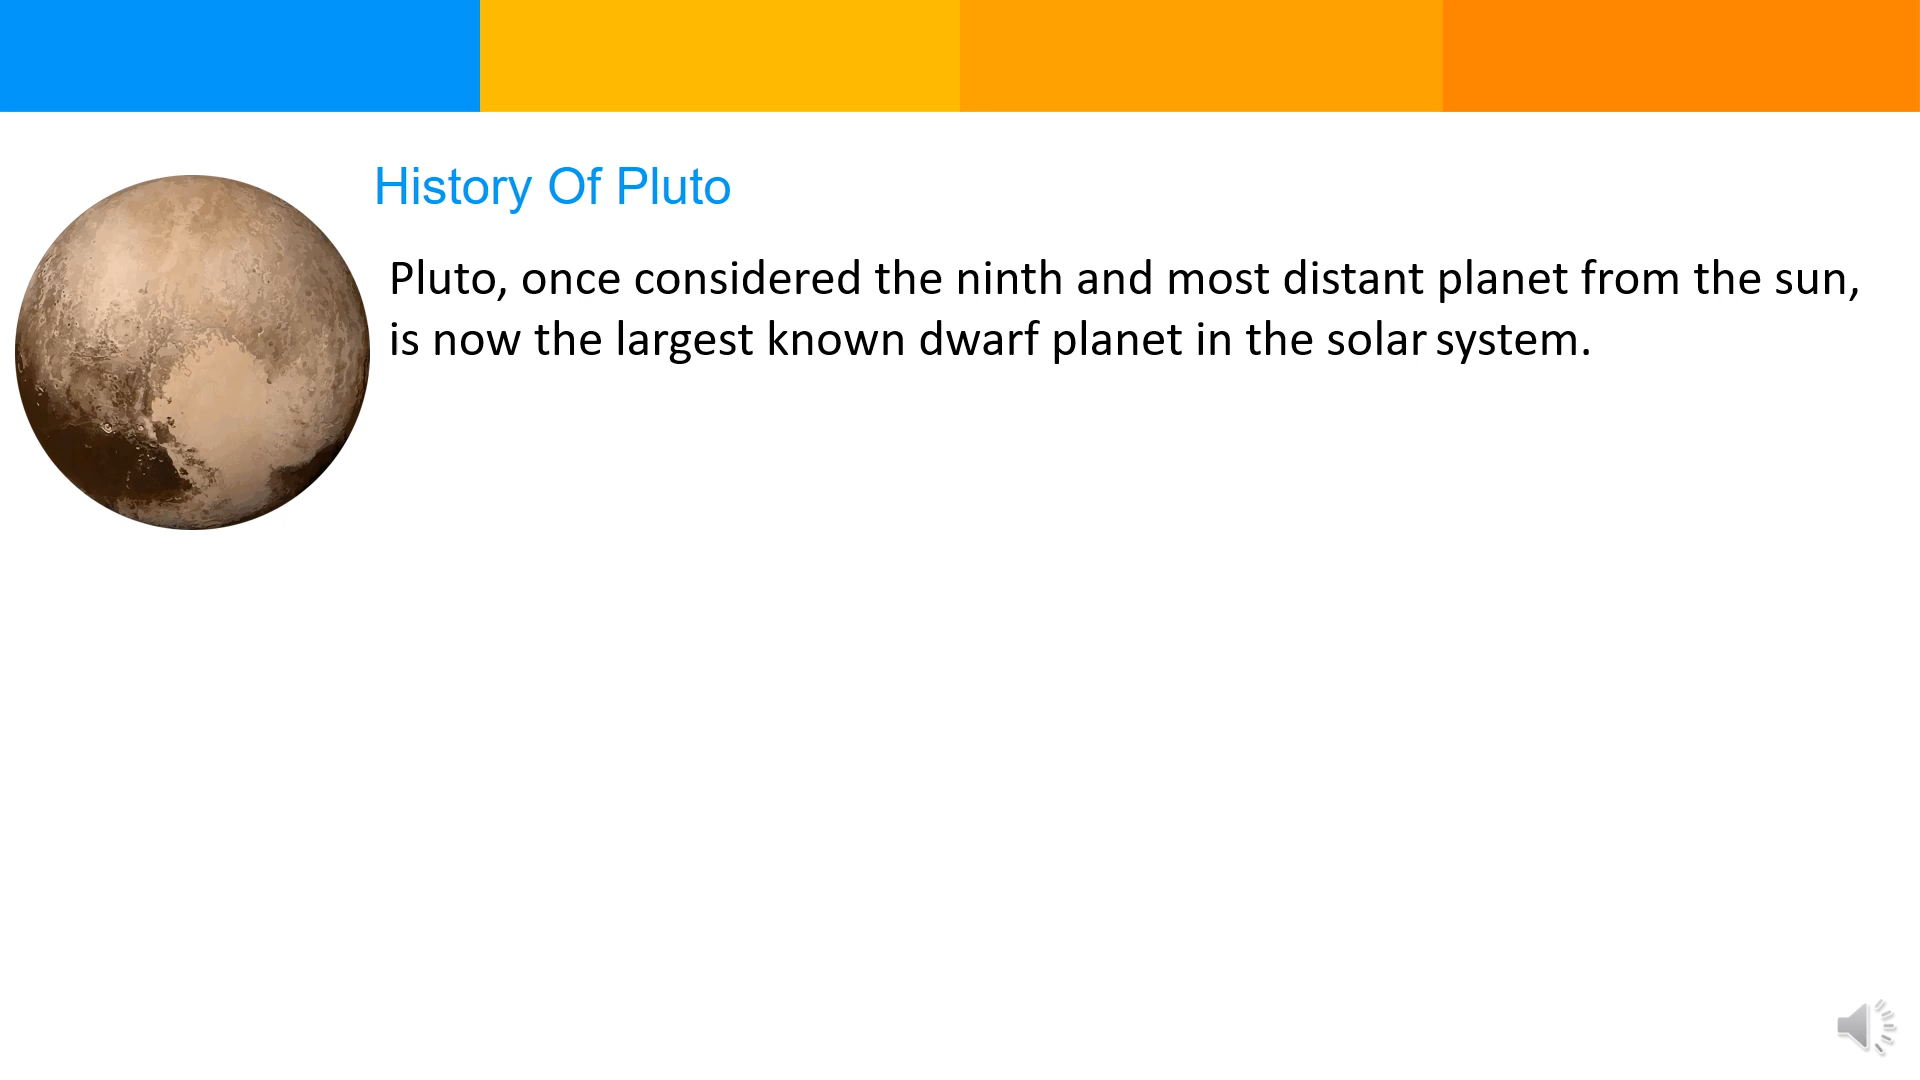 History Of Pluto
Pluto, once considered the ninth and most distant planet from the sun,
is now the largest known dwarf planet in the solar system.